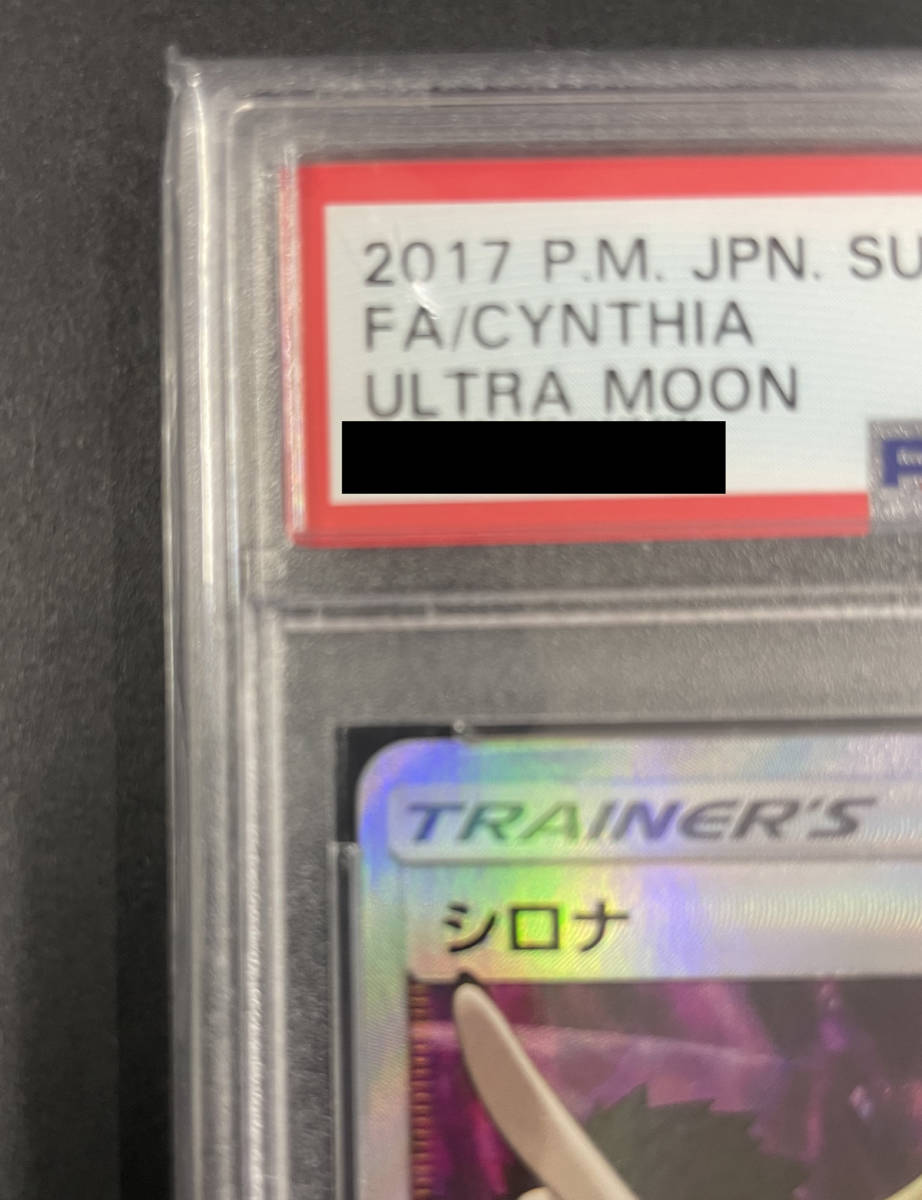 2017 P.M. JPN. SU
FA/CYNTHIA
ULTRA MOON
P
TRAINER'S
シロナ